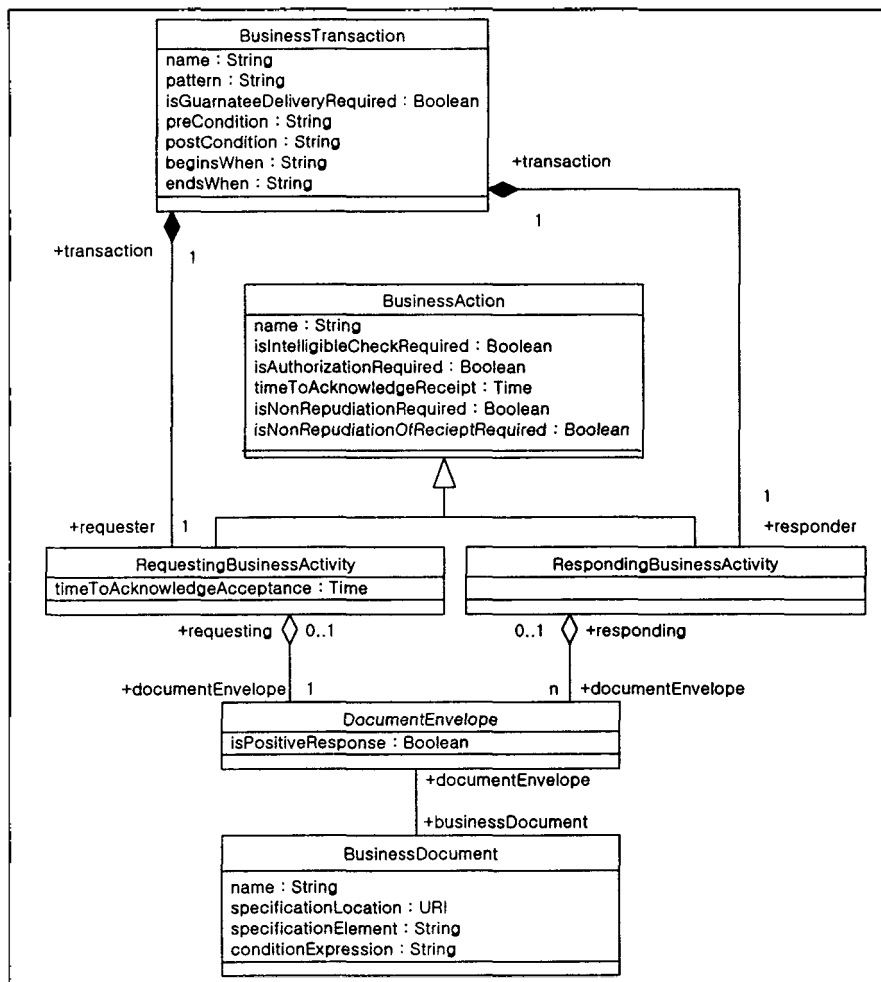 BusinessTransaction
name : String
pattern : String
isGuarnateeDeliveryRequired : Boolean
preCondition : String
postCondition : String
beginsWhen : String
endsWhen : String
+transaction
1
+transaction
1
BusinessAction
name : String
isIntelligibleCheckRequired : Boolean
isAuthorizationRequired : Boolean
timeToAcknowledgeReceipt : Time
isNonRepudiationRequired : Boolean
isNonRepudiationOfRecieptRequired : Boolean
+requester 1
1
+responder
RequestingBusinessActivity
timeToAcknowledgeAcceptance : Time
RespondingBusinessActivity
+requesting 0..1
0..1 +responding
+documentEnvelope 1
n +documentEnvelope
DocumentEnvelope
isPositiveResponse : Boolean
+documentEnvelope
+businessDocument
BusinessDocument
name : String
specificationLocation : URI
specificationElement : String
conditionExpression : String